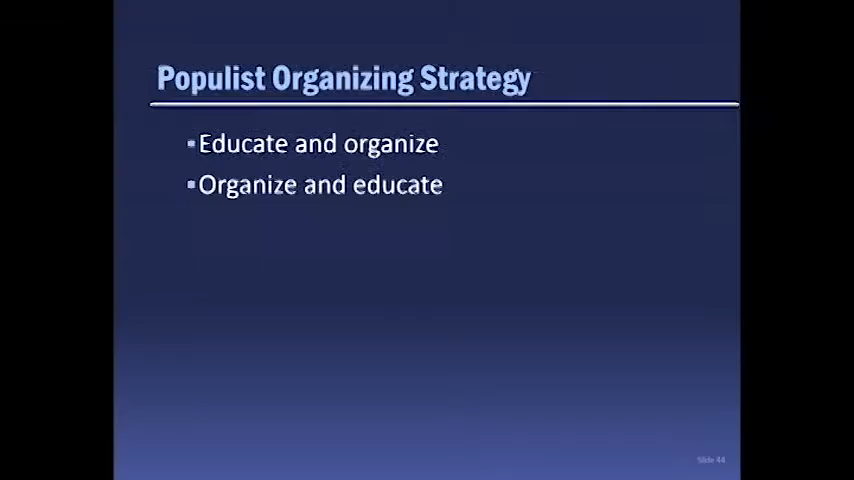 Populist Organizing Strategy
▪Educate and organize
▪Organize and educate
Slide 44